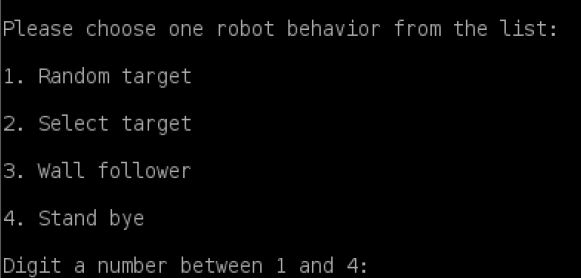 Please choose one robot behavior from the list:
1. Random target
2. Select target
3. Wall follower
4. Stand bye
Digit a number between 1 and 4: